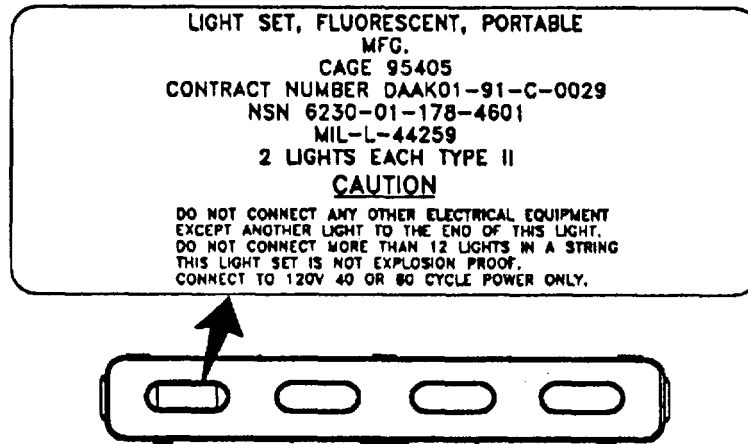 LIGHT SET, FLUORESCENT, PORTABLE
MFG.
CAGE 95405
CONTRACT NUMBER DAAK01-91-C-0029
NSN 6230-01-178-4601
MIL-L-44259
2 LIGHTS EACH TYPE II
CAUTION
DO NOT CONNECT ANY OTHER ELECTRICAL EQUIPMENT
EXCEPT ANOTHER LIGHT TO THE END OF THIS LIGHT.
DO NOT CONNECT MORE THAN 12 LIGHTS IN A STRING
THIS LIGHT SET IS NOT EXPLOSION PROOF.
CONNECT TO 120V 40 OR 60 CYCLE POWER ONLY.